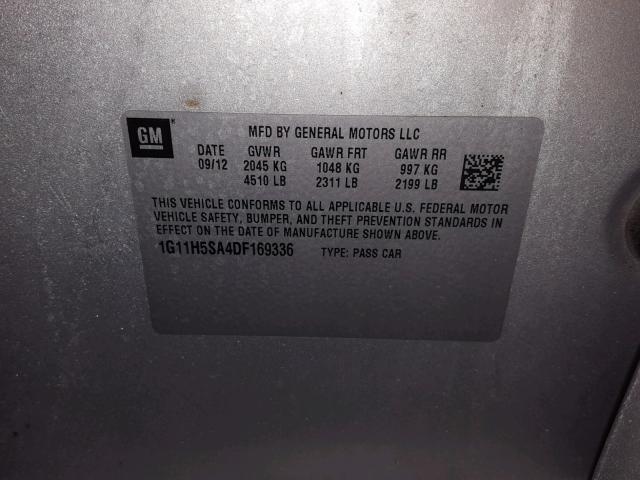 GM ®
MFD BY GENERAL MOTORS LLC
DATE GVWR GAWR FRT GAWR RR
09/12 2045 KG 1048 KG 997 KG
4510 LB 2311 LB 2199 LB
THIS VEHICLE CONFORMS TO ALL APPLICABLE U.S. FEDERAL MOTOR
VEHICLE SAFETY, BUMPER, AND THEFT PREVENTION STANDARDS IN
EFFECT ON THE DATE OF MANUFACTURE SHOWN ABOVE.
1G11H5SA4DF169336 TYPE: PASS CAR